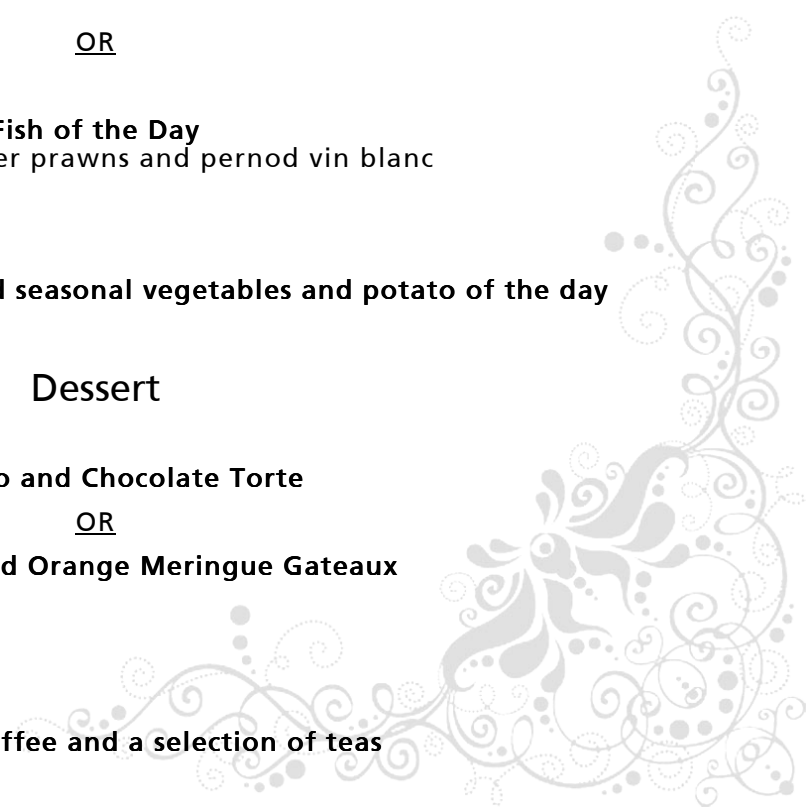 OR
Fish of the Day
er prawns and pernod vin blanc
seasonal vegetables and potato of the day
Dessert
o and Chocolate Torte
OR
d Orange Meringue Gateaux
ffee and a selection of teas